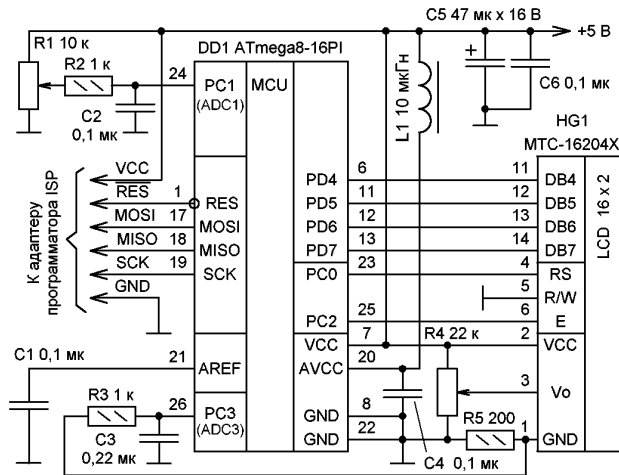 C5 47 мк x 16 В
+5 В
R1 10 к
R2 1 к
DD1 ATmega8-16PI
24
PC1
(ADC1)
MCU
C2
0,1 мк
L1 10 мкГн
+
C6 0,1 мк
HG1
MTC-16204X
К адаптеру
программатора ISP
VCC
RES
1
RES
MOSI
17
MOSI
MISO
18
MISO
SCK
19
SCK
GND
PD4
6
11
DB4
PD5
11
12
DB5
PD6
12
13
DB6
PD7
13
14
DB7
LCD 16 x 2
PC0
23
4
RS
5
R/W
PC2
25
6
E
VCC
7
R4 22 к
2
VCC
C1 0,1 мк
21
AREF
AVCC
20
3
Vo
R3 1 к
26
PC3
(ADC3)
GND
8
GND
22
R5 200
1
GND
C3
0,22 мк
C4 0,1 мк